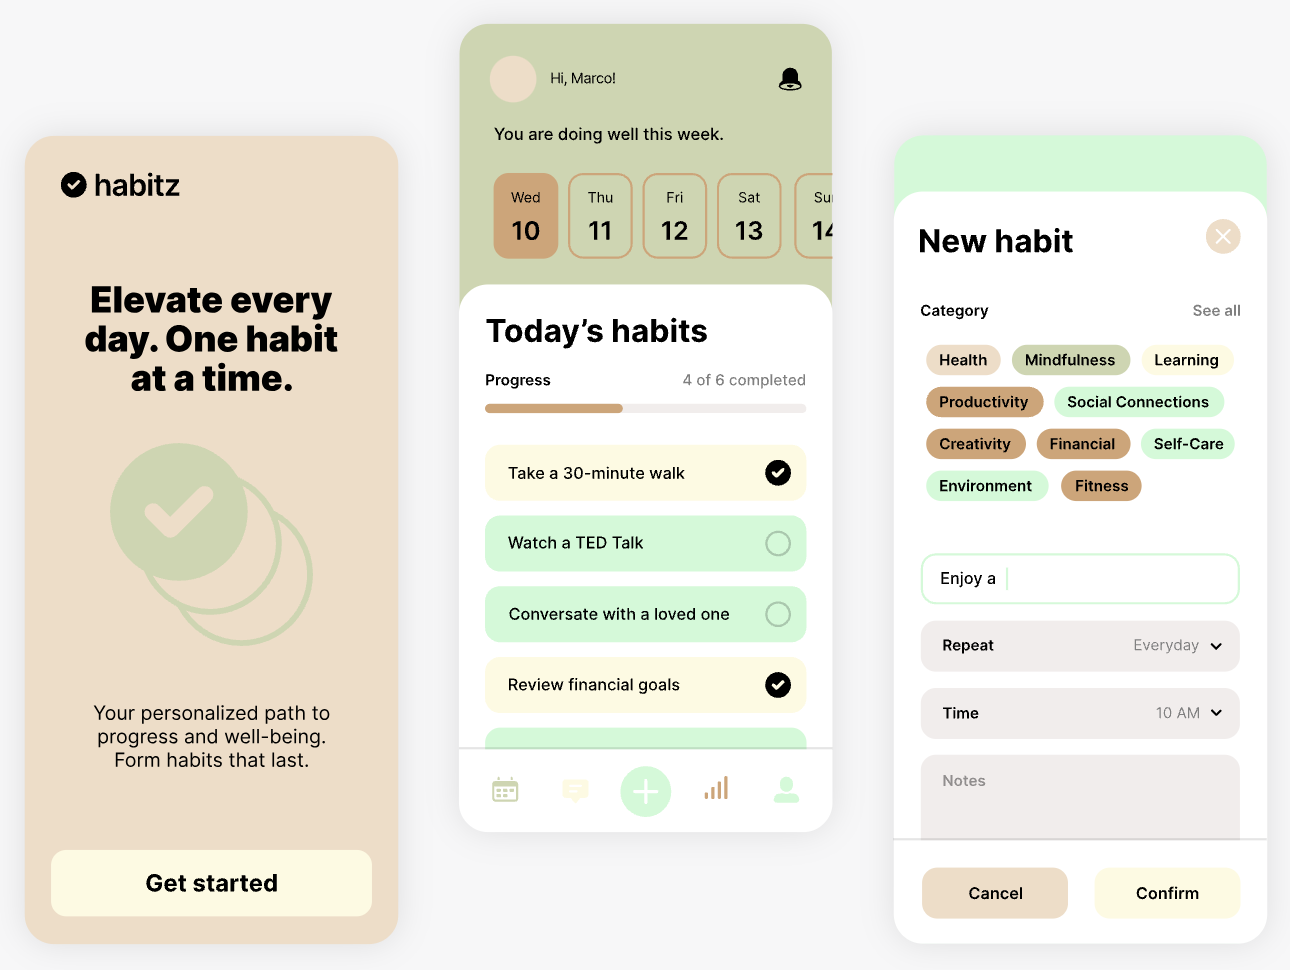 habitz
Elevate every
day. One habit
at a time.
Your personalized path to
progress and well-being.
Form habits that last.
Get started
Hi, Marco!
You are doing well this week.
Wed Thu Fri Sat Sun
10 11 12 13 14
Today’s habits
Progress 4 of 6 completed
Take a 30-minute walk
Watch a TED Talk
Conversate with a loved one
Review financial goals
New habit
Category See all
Health Mindfulness Learning
Productivity Social Connections
Creativity Financial Self-Care
Environment Fitness
Enjoy a
Repeat Everyday
Time 10 AM
Notes
Cancel Confirm